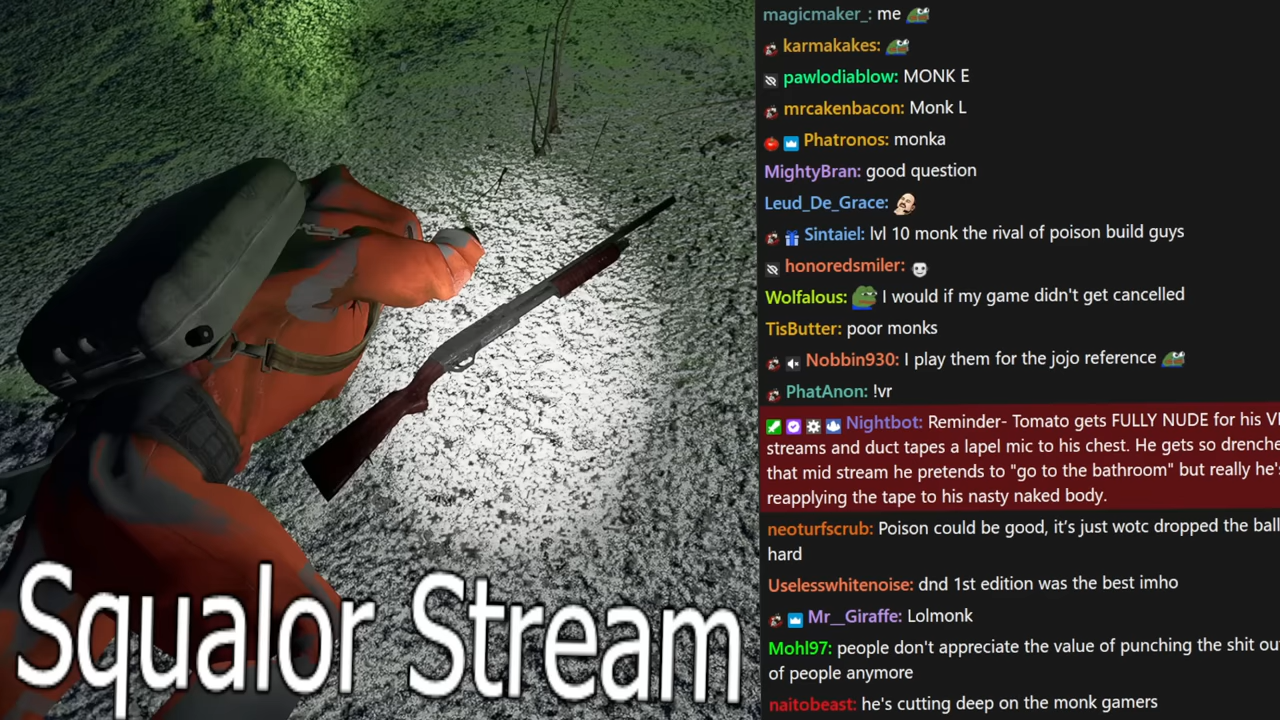 magicmaker_: me
karmakakes:
pawlodiablow: MONK E
mrcakenbacon: Monk L
Phatronos: monka
MightyBran: good question
Leud_De_Grace:
Sintaiel: lvl 10 monk the rival of poison build guys
honoredsmiler:
Wolfalous: I would if my game didn't get cancelled
TisButter: poor monks
Nobbin930: I play them for the jojo reference
PhatAnon: !vr
Nightbot: Reminder- Tomato gets FULLY NUDE for his
streams and duct tapes a lapel mic to his chest. He gets so
that mid stream he pretends to "go to the bathroom" but really he's
reapplying the tape to his nasty naked body.
neoturfscrub: Poison could be good, it's just wotc dropped the ball
hard
Uselesswhitenoise: dnd 1st edition was the best imho
Mr__Giraffe: Lolmonk
Mohl97: people don't appreciate the value of punching the shit out
of people anymore
naitobeast: he's cutting deep on the monk gamers
Squalor Stream